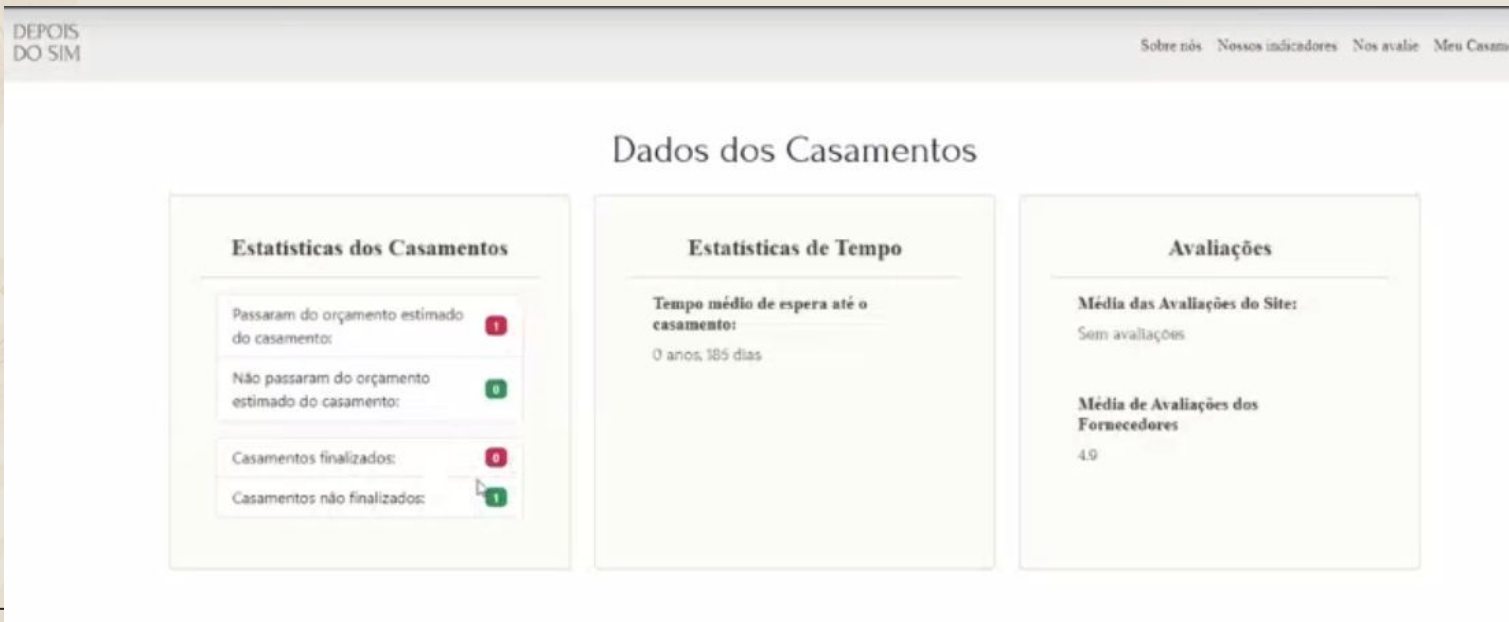 DEPOIS
DO SIM
Sobre nós Nossos indicadores Nos avalie Meu Casame
Dados dos Casamentos
Estatísticas dos Casamentos
Passaram do orçamento estimado
do casamento:
1
Não passaram do orçamento
estimado do casamento:
0
Casamentos finalizados:
0
Casamentos não finalizados:
1
Estatísticas de Tempo
Tempo médio de espera até o
casamento:
0 anos, 185 dias
Avaliações
Média das Avaliações do Site:
Sem avaliações
Média de Avaliações dos
Fornecedores
4.9